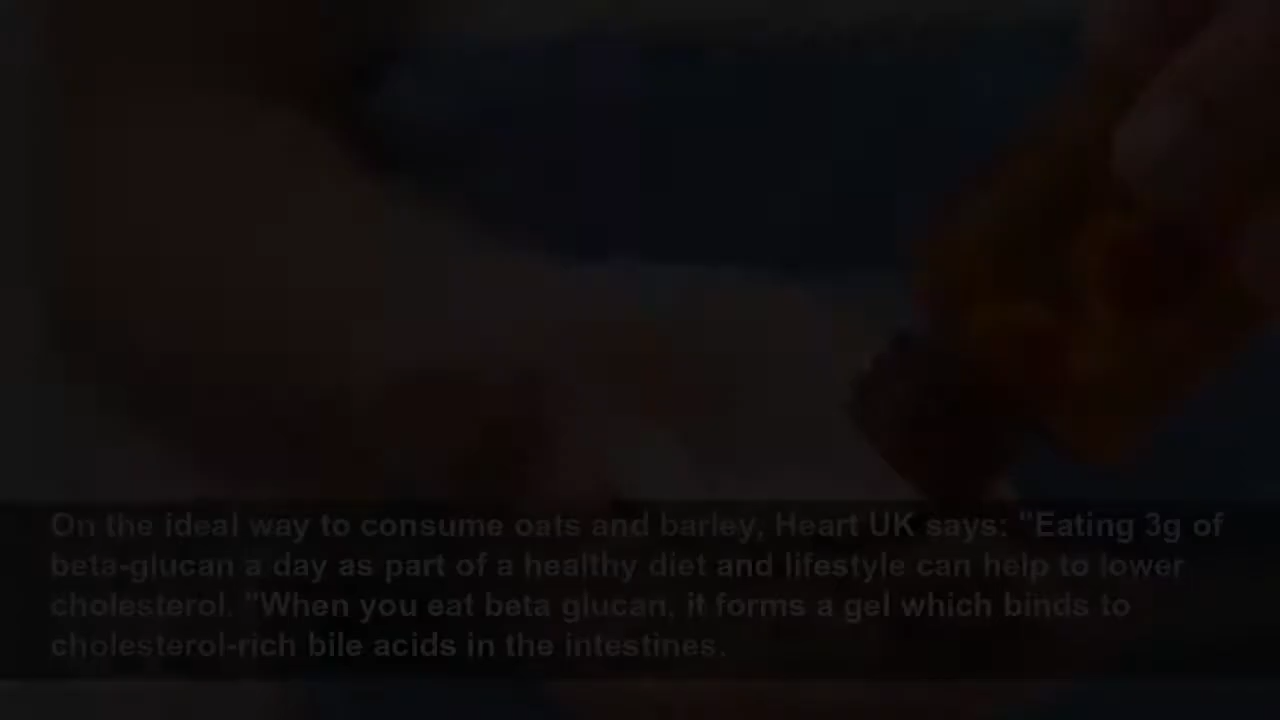 On the ideal way to consume oats and barley, Heart UK says: "Eating 3g of
beta-glucan a day as part of a healthy diet and lifestyle can help to lower
cholesterol. "When you eat beta glucan, it forms a gel which binds to
cholesterol-rich bile acids in the intestines.